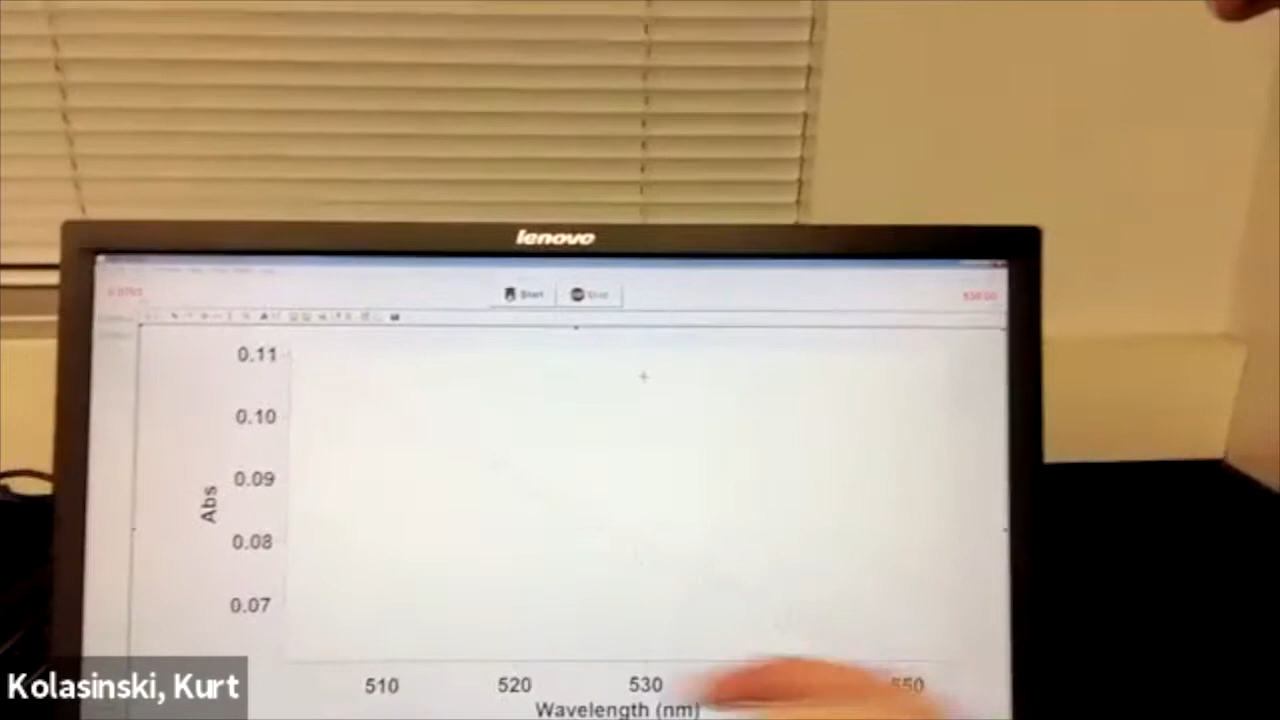 lenovo
Start
Stop
0.11
0.10
0.09
0.08
0.07
Abs
510
520
530
550
Wavelength (nm)
Kolasinski, Kurt